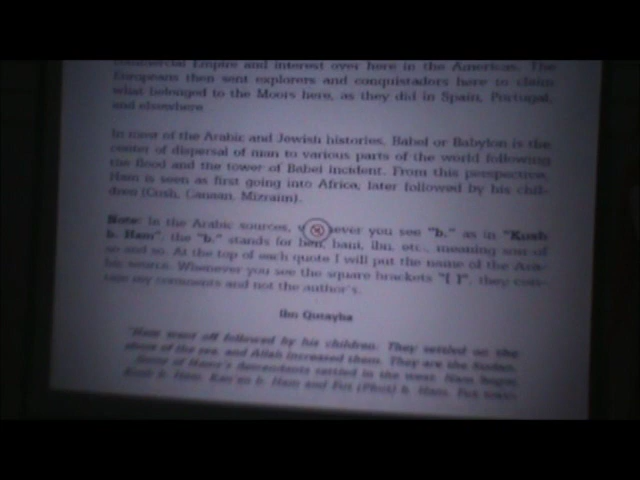 commercial Empire and interest over here in the Americas. The
Europeans then sent explorers and conquistadors here to claim
what belonged to the Moors here, as they did in Spain, Portugal,
and elsewhere.
In most of the Arabic and Jewish histories, Babel or Babylon is the
center of dispersal of man to various parts of the world following
the flood and the tower of Babel incident. From this perspective,
Ham is seen as first going into Africa, later followed by his chil-
dren (Cush, Canaan, Mizraim).
Note: In the Arabic sources, ever you see "b." as in "Kush
b. Ham", the "b." stands for ben, bani, ibn, etc., meaning son of
so and so. At the top of each quote I will put the name of the Ara-
bic source. Whenever you see the square brackets "[ ]", they con-
tain my comments and not the author's.
Ibn Qutayba
"Ham went off followed by his children. They settled on the
shore of the sea, and Allah increased them. They are the Sudan.
Some of Ham's descendants settled in the west. Ham begat
Kush b. Ham, Kan'an b. Ham and Fut (Phut) b. Ham. Fut